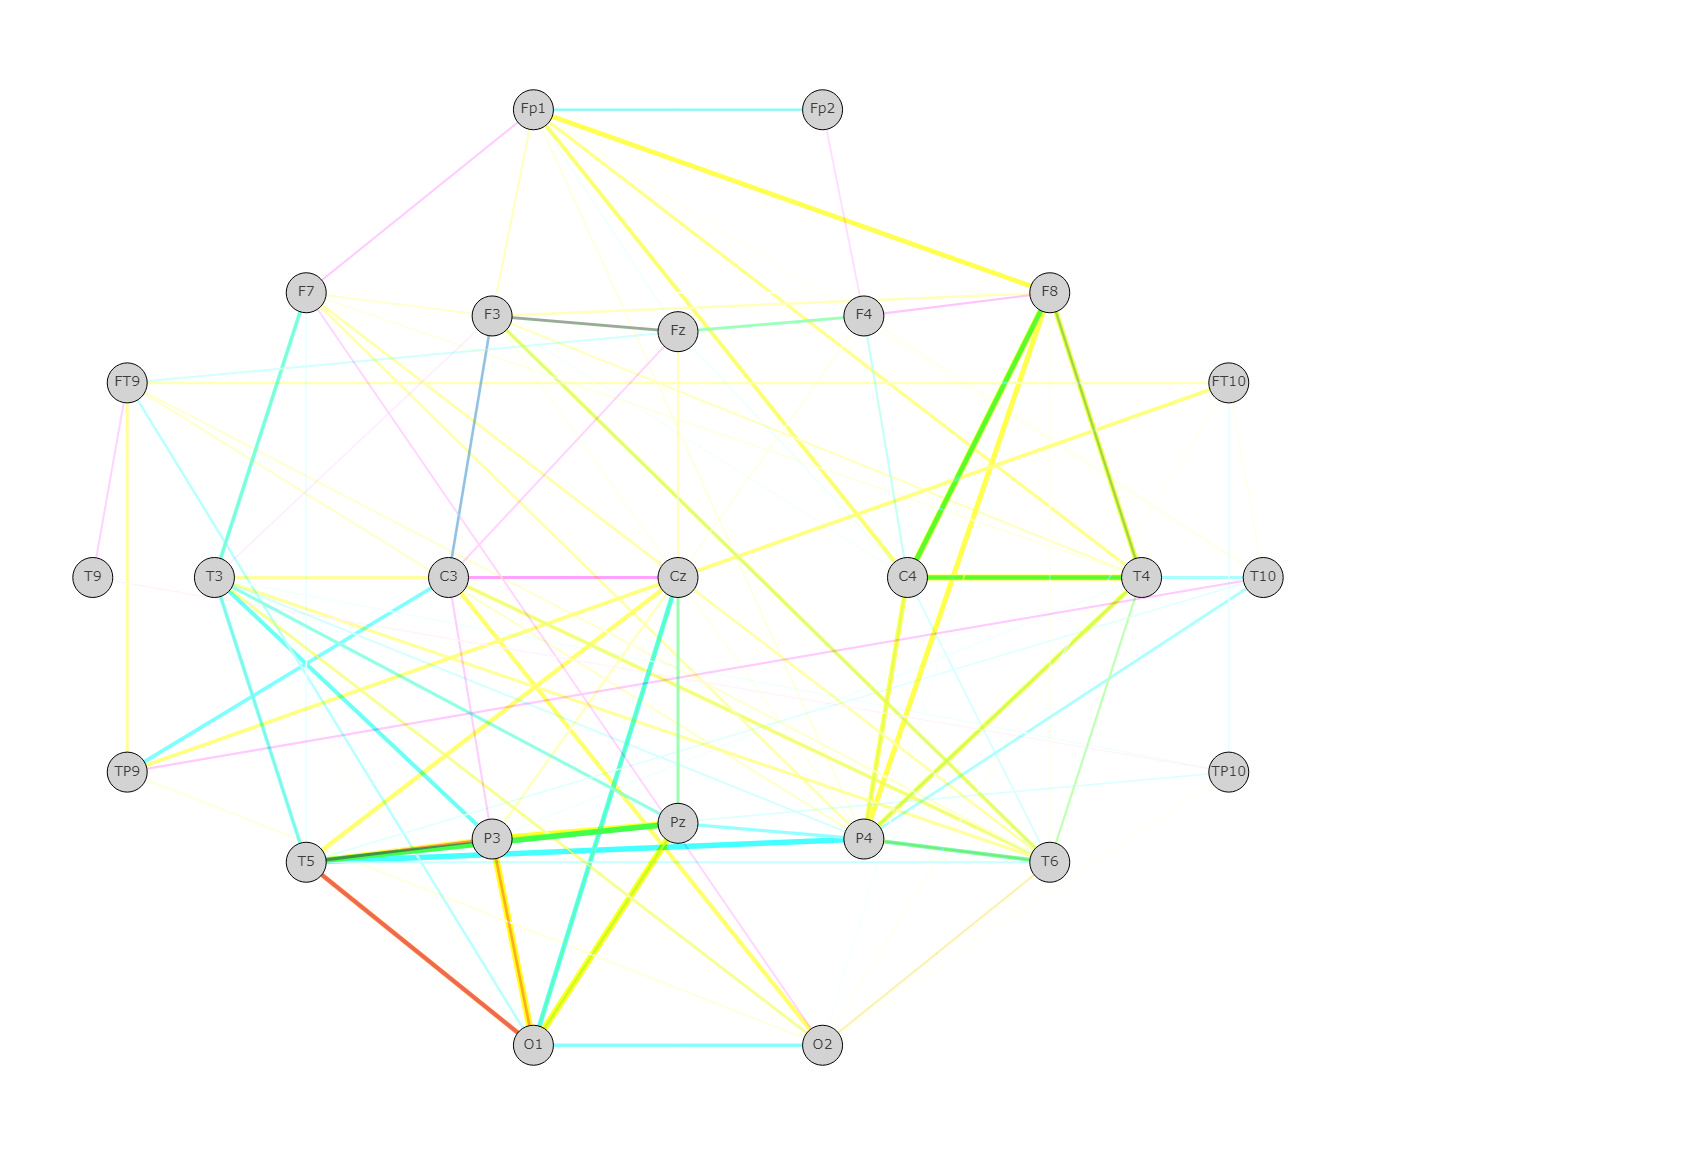 Fp1 Fp2
F7 F3 Fz F4 F8
FT9 FT10
T9 T3 C3 Cz C4 T4 T10
TP9 TP10
T5 P3 Pz P4 T6
O1 O2